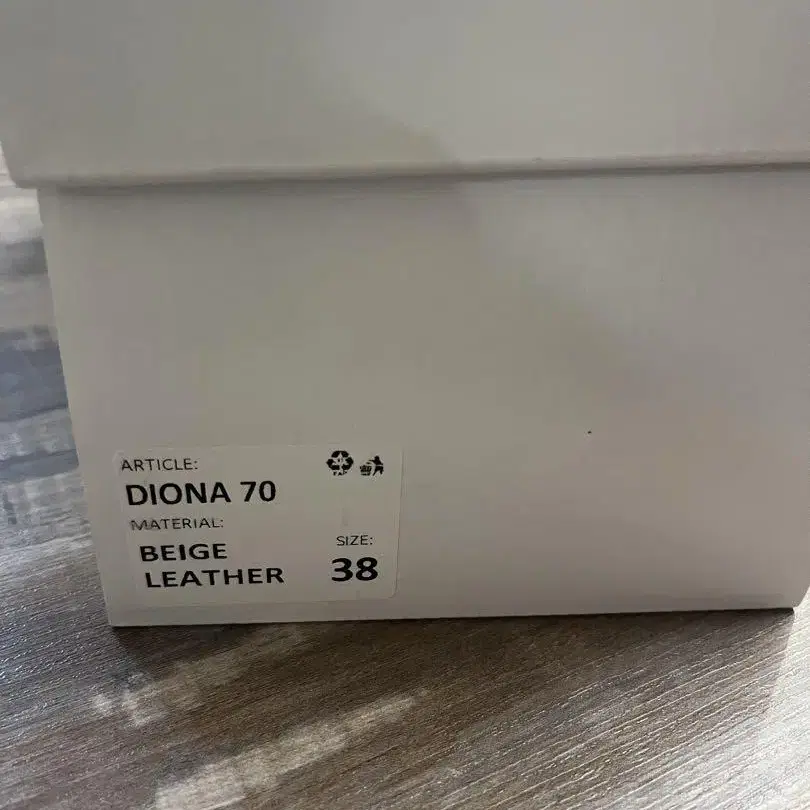 ARTICLE:
DIONA 70
MATERIAL:
BEIGE
LEATHER
SIZE:
38